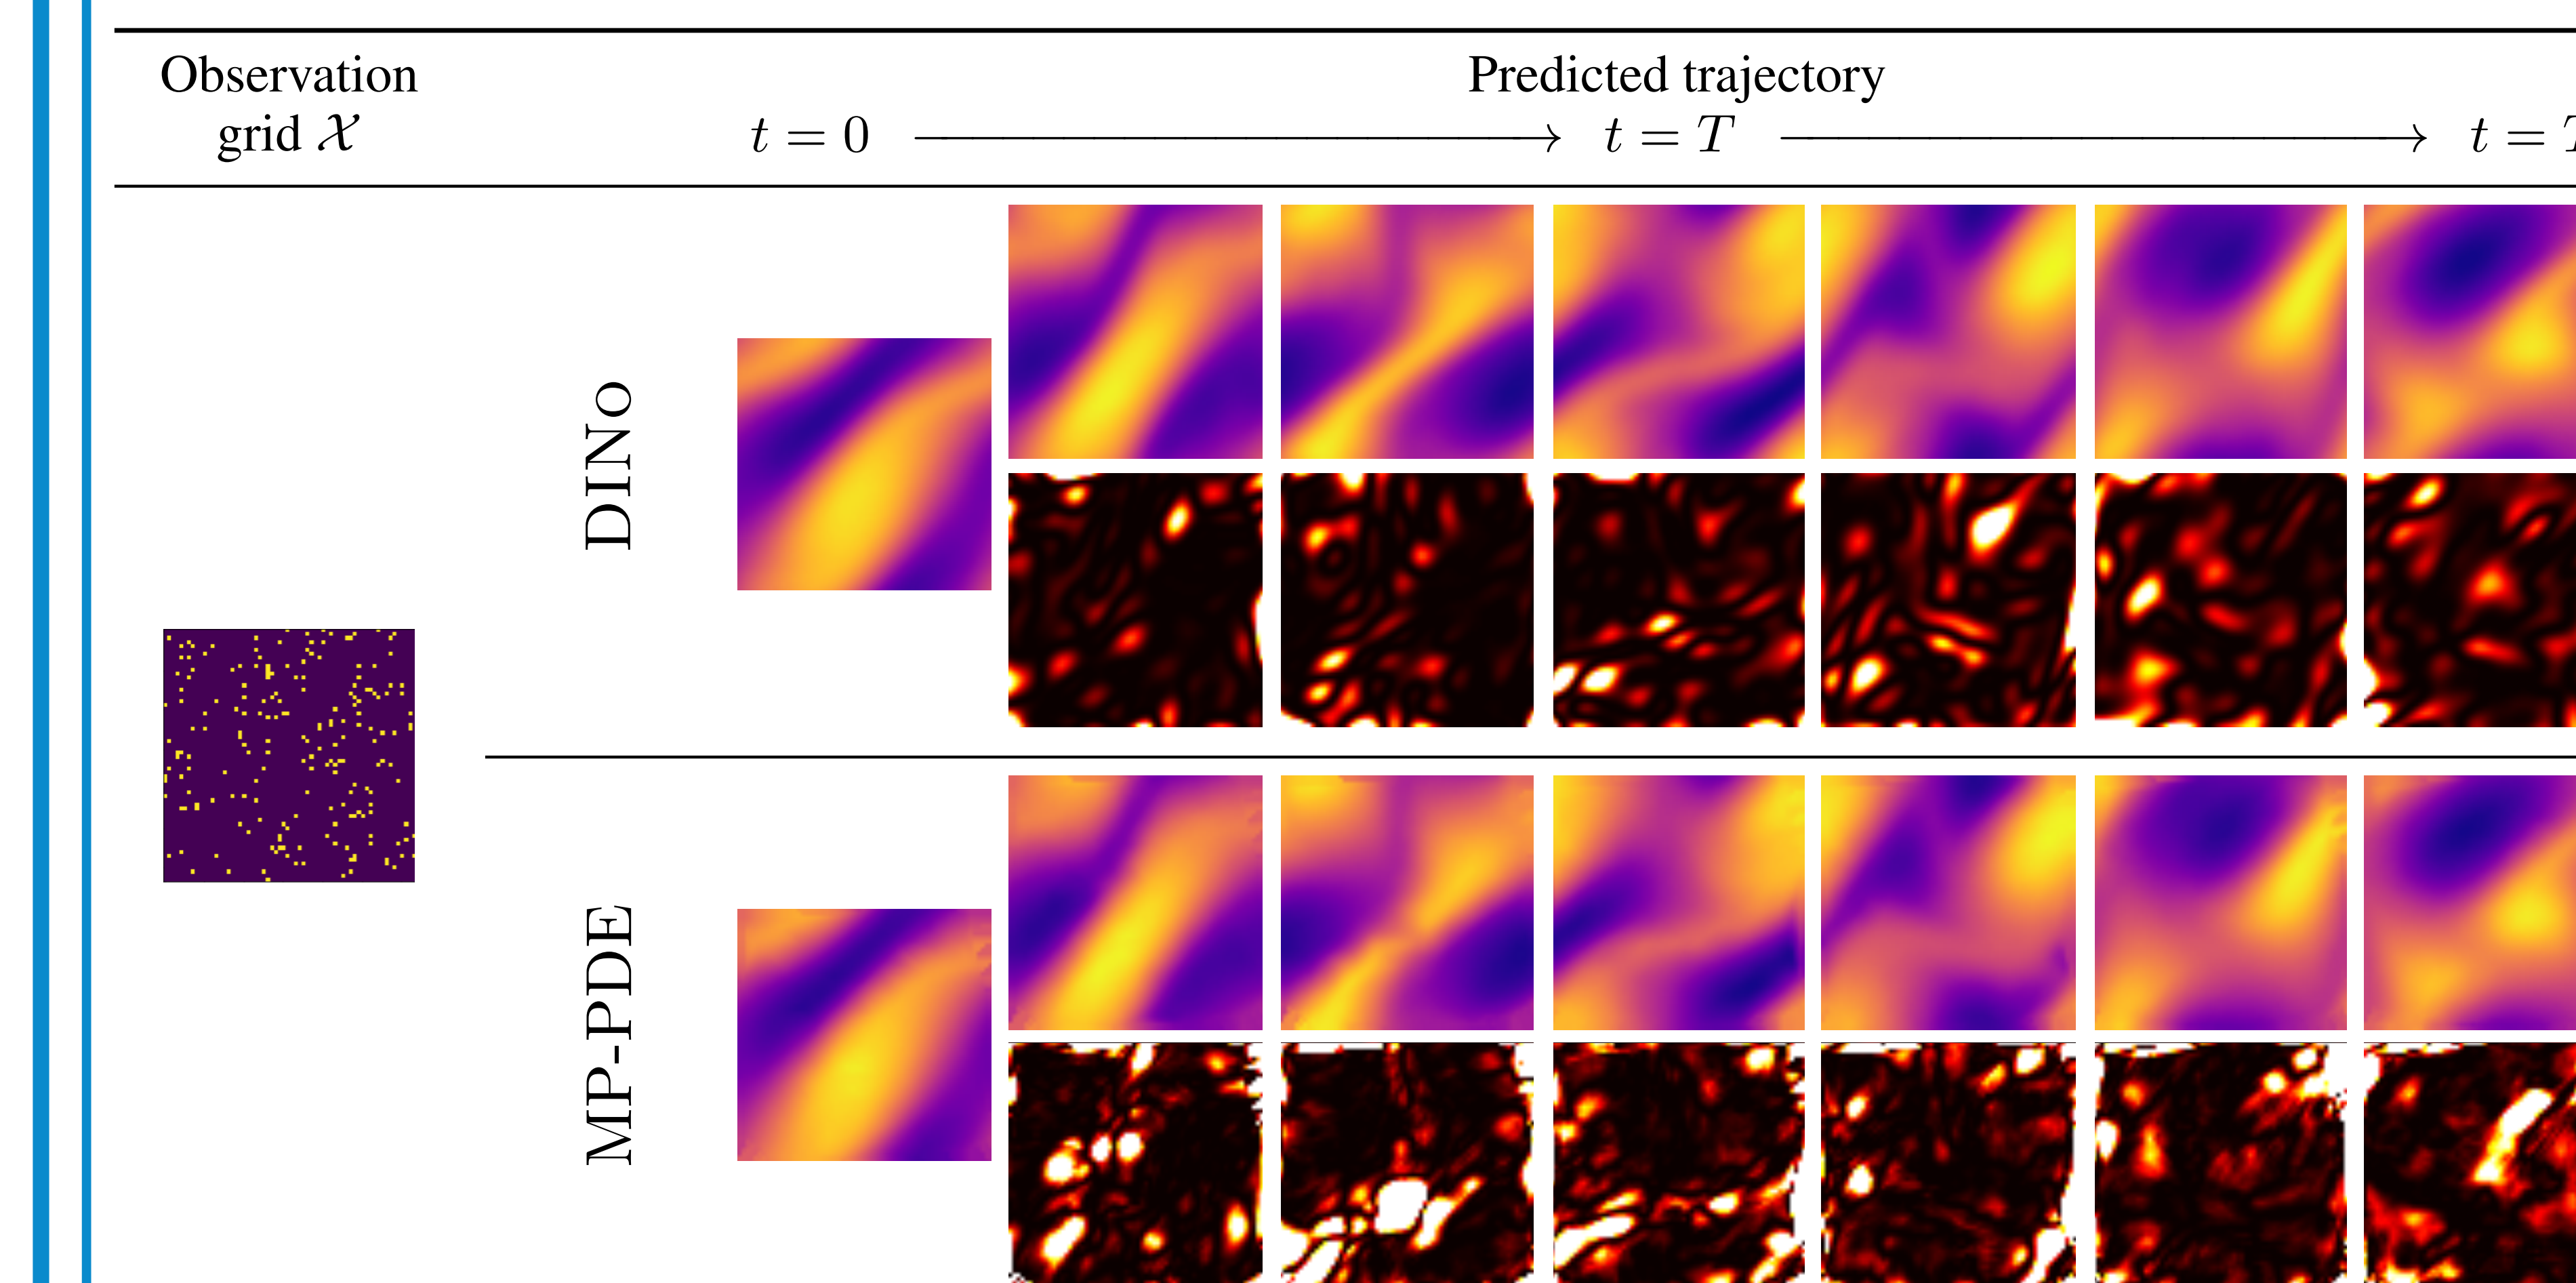 Observation
grid 𝒳
Predicted trajectory
t = 0 ⟶ t = T ⟶ t =
DINO
MP-PDE